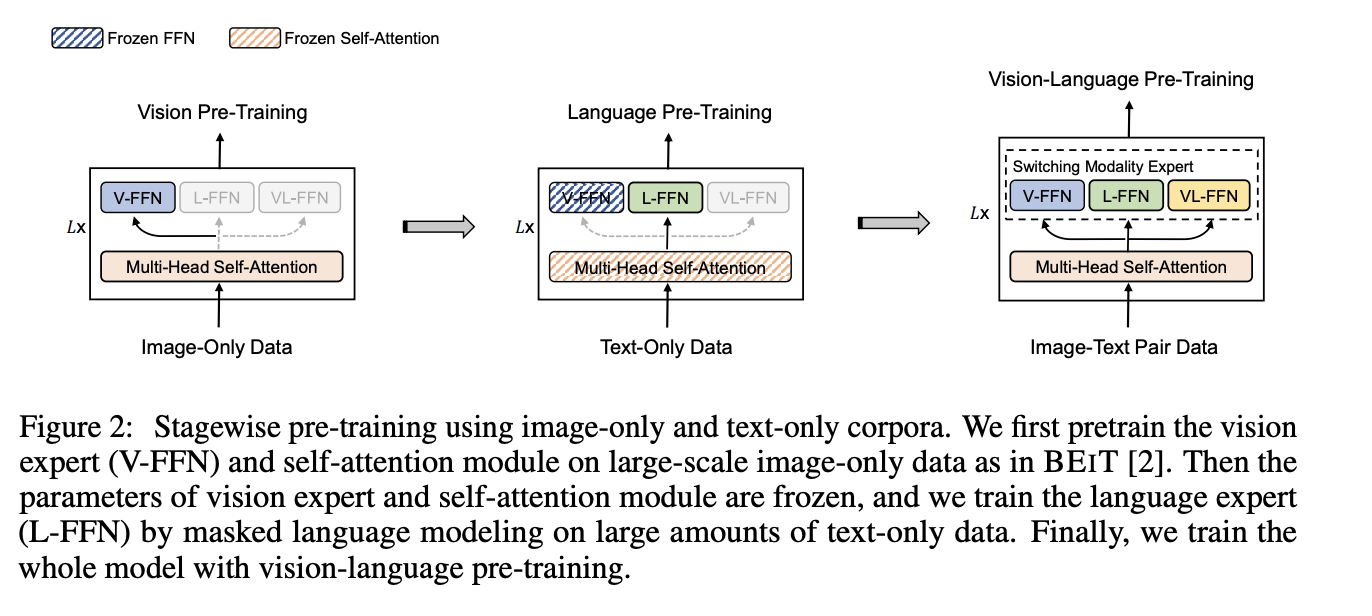 Frozen FFN
Frozen Self-Attention
Vision Pre-Training
V-FFN
L-FFN
VL-FFN
Lx
Multi-Head Self-Attention
Image-Only Data
Language Pre-Training
V-FFN
L-FFN
VL-FFN
Lx
Multi-Head Self-Attention
Text-Only Data
Vision-Language Pre-Training
Switching Modality Expert
V-FFN
L-FFN
VL-FFN
Lx
Multi-Head Self-Attention
Image-Text Pair Data
Figure 2: Stagewise pre-training using image-only and text-only corpora. We first pretrain the vision
expert (V-FFN) and self-attention module on large-scale image-only data as in BEIT [2]. Then the
parameters of vision expert and self-attention module are frozen, and we train the language expert
(L-FFN) by masked language modeling on large amounts of text-only data. Finally, we train the
whole model with vision-language pre-training.